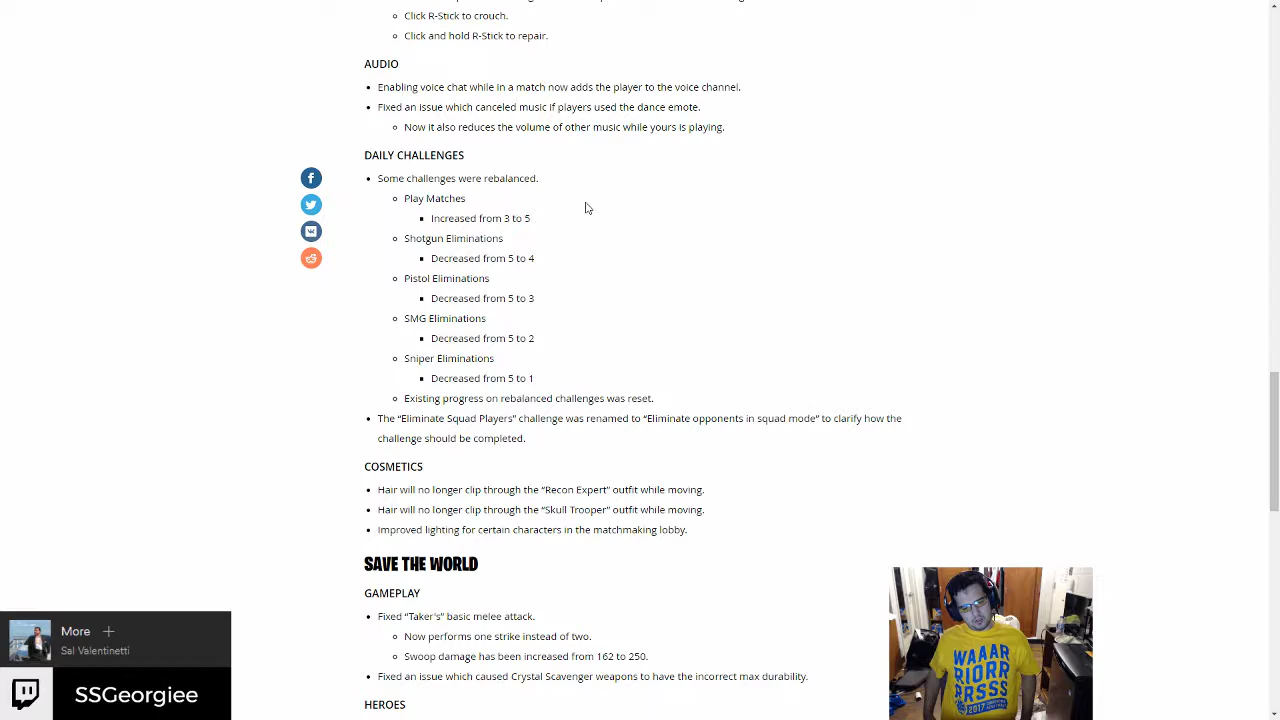 Click R-Stick to crouch.
Click and hold R-Stick to repair.
AUDIO
Enabling voice chat while in a match now adds the player to the voice channel.
Fixed an issue which canceled music if players used the dance emote.
Now it also reduces the volume of other music while yours is playing.
DAILY CHALLENGES
Some challenges were rebalanced.
Play Matches
Increased from 3 to 5
Shotgun Eliminations
Decreased from 5 to 4
Pistol Eliminations
Decreased from 5 to 3
SMG Eliminations
Decreased from 5 to 2
Sniper Eliminations
Decreased from 5 to 1
Existing progress on rebalanced challenges was reset.
The “Eliminate Squad Players” challenge was renamed to “Eliminate opponents in squad mode” to clarify how the
challenge should be completed.
COSMETICS
Hair will no longer clip through the “Recon Expert” outfit while moving.
Hair will no longer clip through the “Skull Trooper” outfit while moving.
Improved lighting for certain characters in the matchmaking lobby.
SAVE THE WORLD
GAMEPLAY
Fixed “Taker's” basic melee attack.
Now performs one strike instead of two.
Swoop damage has been increased from 162 to 250.
Fixed an issue which caused Crystal Scavenger weapons to have the incorrect max durability.
HEROES
More +
Sal Valentinetti
SSGeorgiee
WAAAR
RIORR
RRSSS
2017